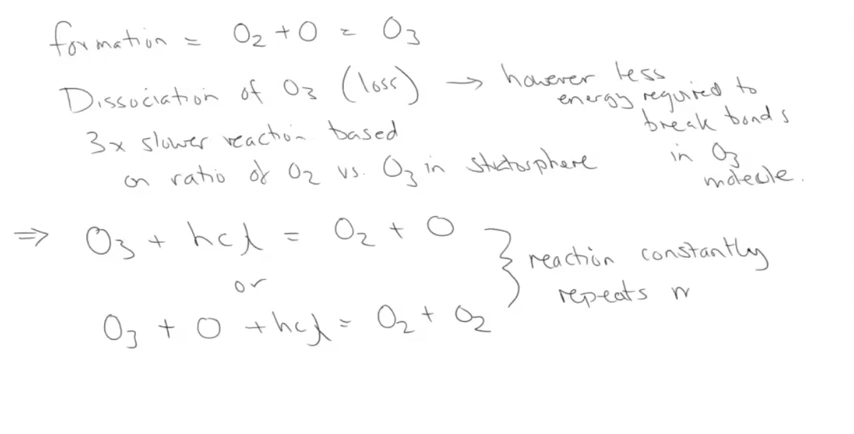 formation = O₂ + O = O₃
Dissociation of O₃ (loss) → however less
energy required to
break bonds
in O₃
molecule.
3x slower reaction based
on ratio of O₂ vs. O₃ in stratosphere
⇒ O₃ + hcλ = O₂ + O
or
O₃ + O + hcλ = O₂ + O₂
} reaction constantly
repeats